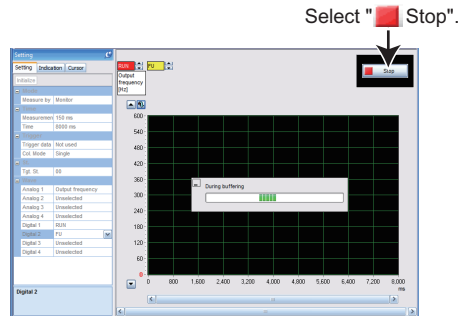 Select " Stop".
Setting
Setting Indication Cursor
Initialize
Measure by Monitor
Measuremen 150 ms
Time 8000 ms
Trigger
Trigger data Not used
Col. Mode Single
Tgt. St. 00
Analog 1 Output frequency
Analog 2 Unselected
Analog 3 Unselected
Analog 4 Unselected
Digital 1 RUN
Digital 2 FU
Digital 3 Unselected
Digital 4 Unselected
Digital 2
RUN FU
Output
frequency
[Hz]
Stop
600
540
480
420
360
300
240
180
120
60
0
During buffering
0 800 1,600 2,400 3,200 4,000 4,800 5,600 6,400 7,200 8,000
ms